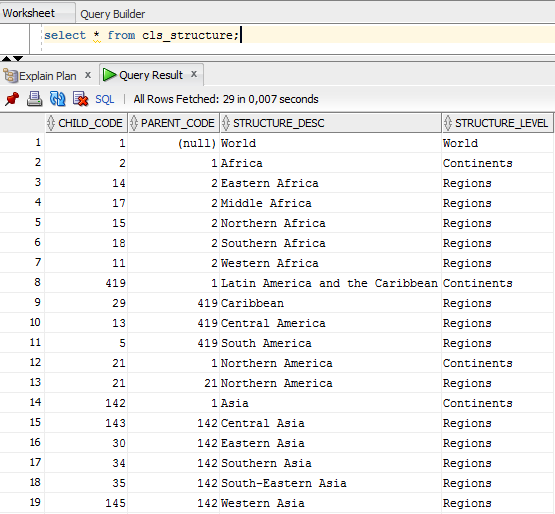 Worksheet Query Builder
select * from cls_structure;
Explain Plan x Query Result x
SQL | All Rows Fetched: 29 in 0,007 seconds
CHILD_CODE PARENT_CODE STRUCTURE_DESC STRUCTURE_LEVEL
1 1 (null) World World
2 2 1 Africa Continents
3 14 2 Eastern Africa Regions
4 17 2 Middle Africa Regions
5 15 2 Northern Africa Regions
6 18 2 Southern Africa Regions
7 11 2 Western Africa Regions
8 419 1 Latin America and the Caribbean Continents
9 29 419 Caribbean Regions
10 13 419 Central America Regions
11 5 419 South America Regions
12 21 1 Northern America Continents
13 21 21 Northern America Regions
14 142 1 Asia Continents
15 143 142 Central Asia Regions
16 30 142 Eastern Asia Regions
17 34 142 Southern Asia Regions
18 35 142 South-Eastern Asia Regions
19 145 142 Western Asia Regions